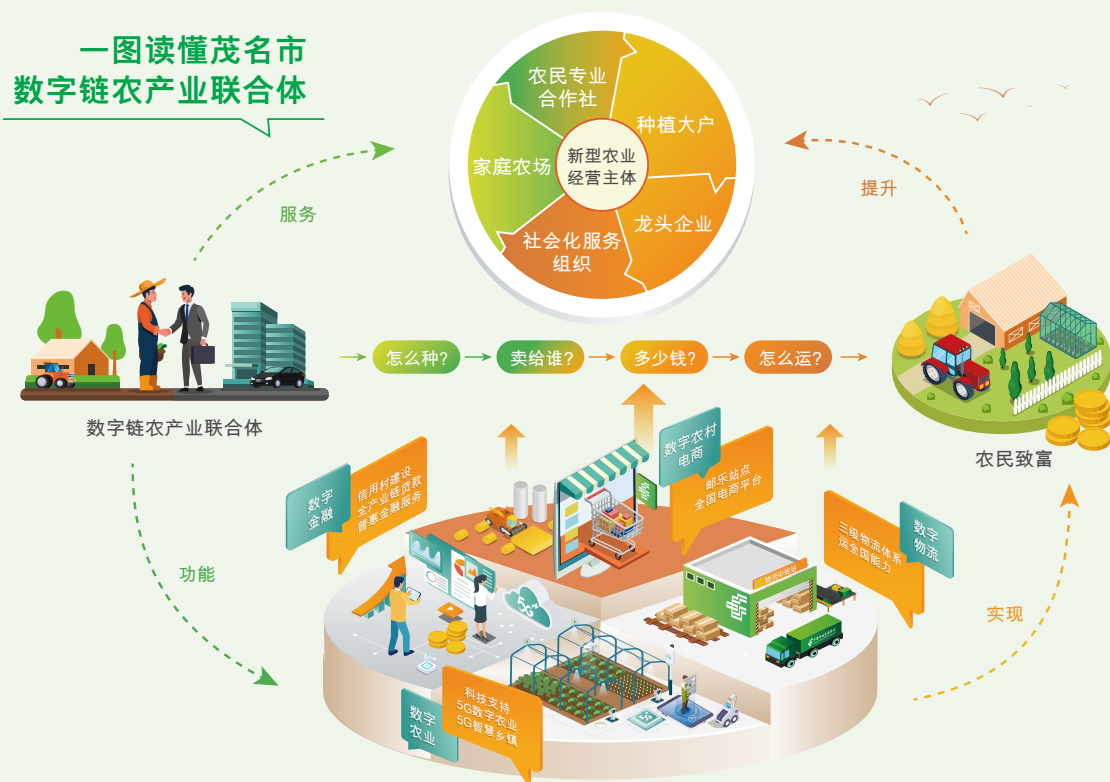 一图读懂茂名市
数字链农产业联合体
农民专业
合作社
种植大户
家庭农场
新型农业
经营主体
龙头企业
社会化服务
组织
服务
提升
怎么种?
卖给谁?
多少钱?
怎么运?
数字链农产业联合体
农民致富
数字农村
电商
邮乐站点
全国电商平台
数字
金融
信用村建设
全产业链贷款
普惠金融服务
三级物流体系
运全国能力
数字
物流
功能
实现
5G
物流中转站
数字
农业
科技支持
5G数字农业
5G智慧乡镇
5G